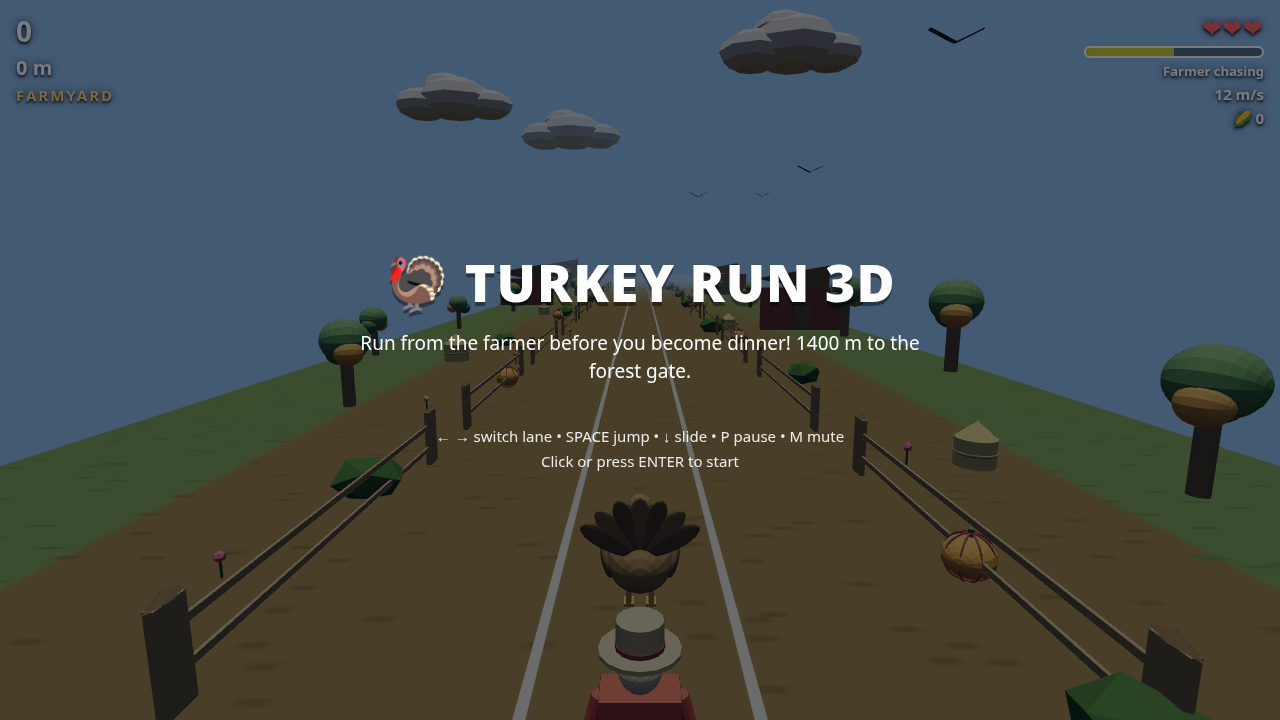 0
0 m
FARMYARD
Farmer chasing
12 m/s
0
TURKEY RUN 3D
Run from the farmer before you become dinner! 1400 m to the
forest gate.
← → switch lane • SPACE jump • ↓ slide • P pause • M mute
Click or press ENTER to start